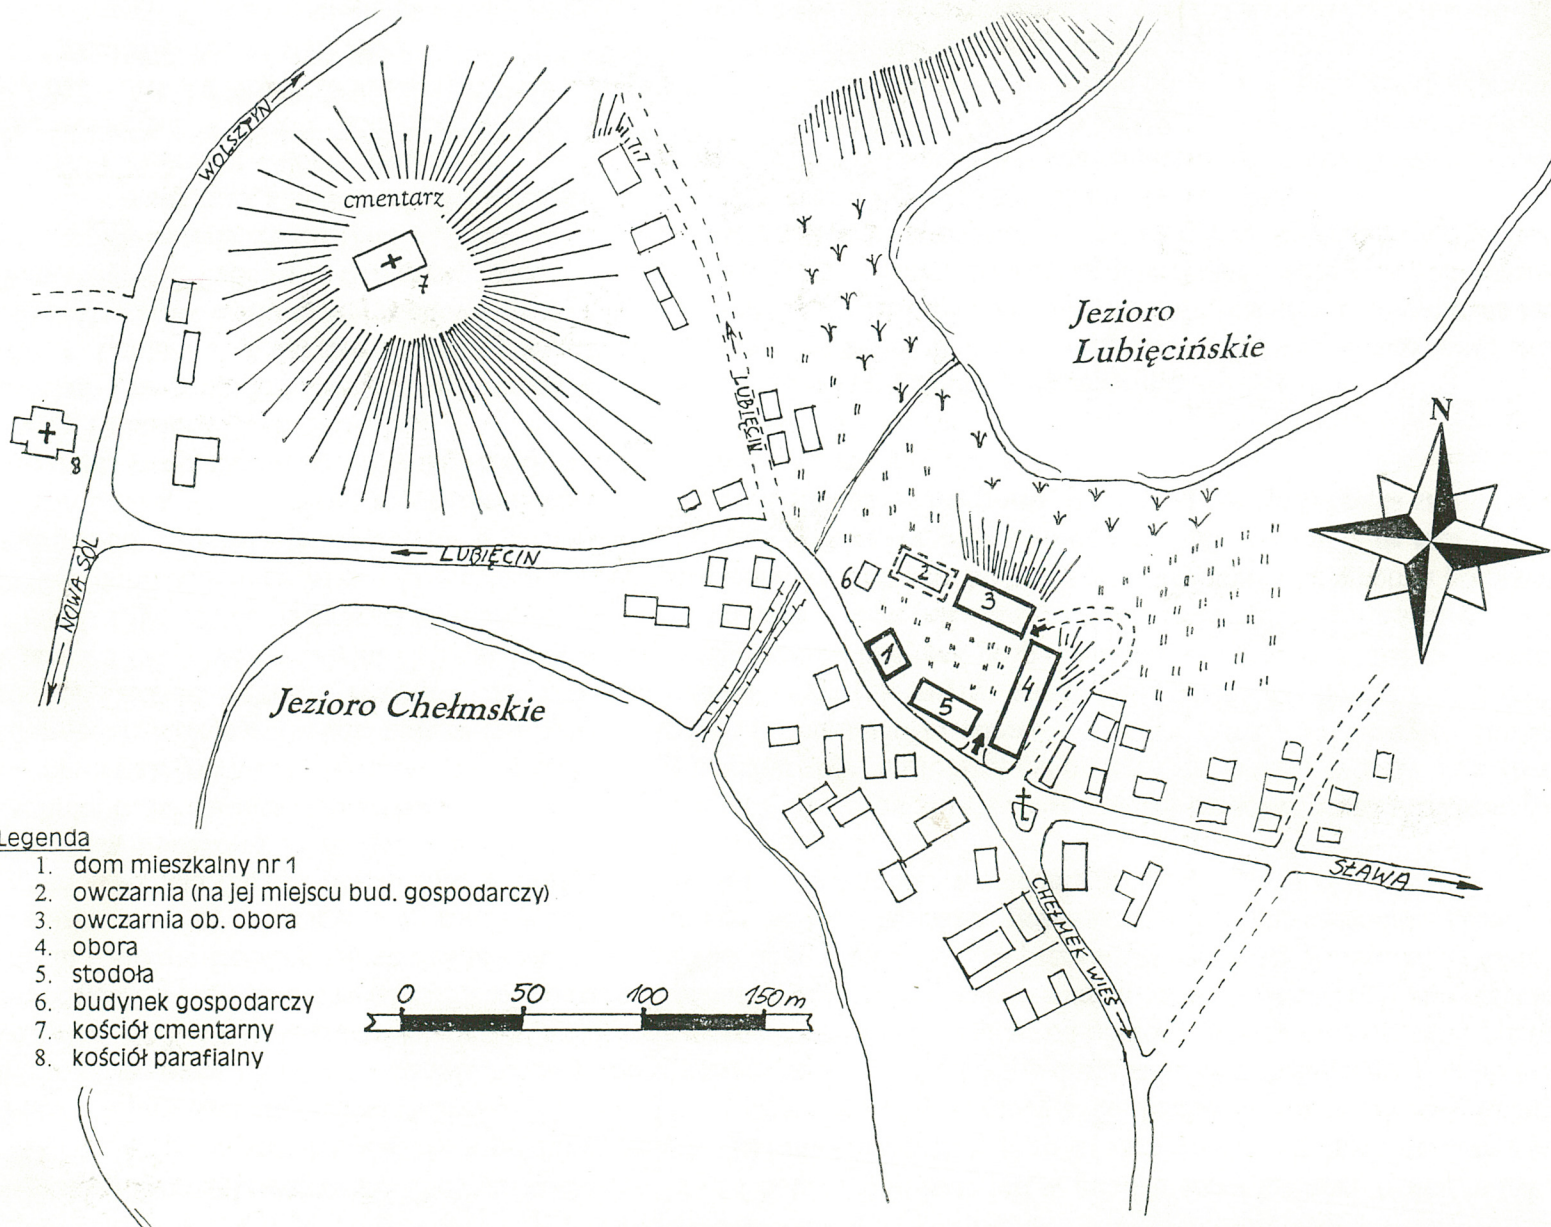 WOLSZTYN
cmentarz
7
7,7
LUBIĘCIN
Jezioro
Lubięcińskie
N
8
NOWA SÓL
LUBIĘCIN
6
2
3
1
5
4
Jezioro Chełmskie
SŁAWA
CHEŁMEK WIEŚ
Legenda
1. dom mieszkalny nr 1
2. owczarnia (na jej miejscu bud. gospodarczy)
3. owczarnia ob. obora
4. obora
5. stodoła
6. budynek gospodarczy
7. kościół cmentarny
8. kościół parafialny
0 50 100 150m